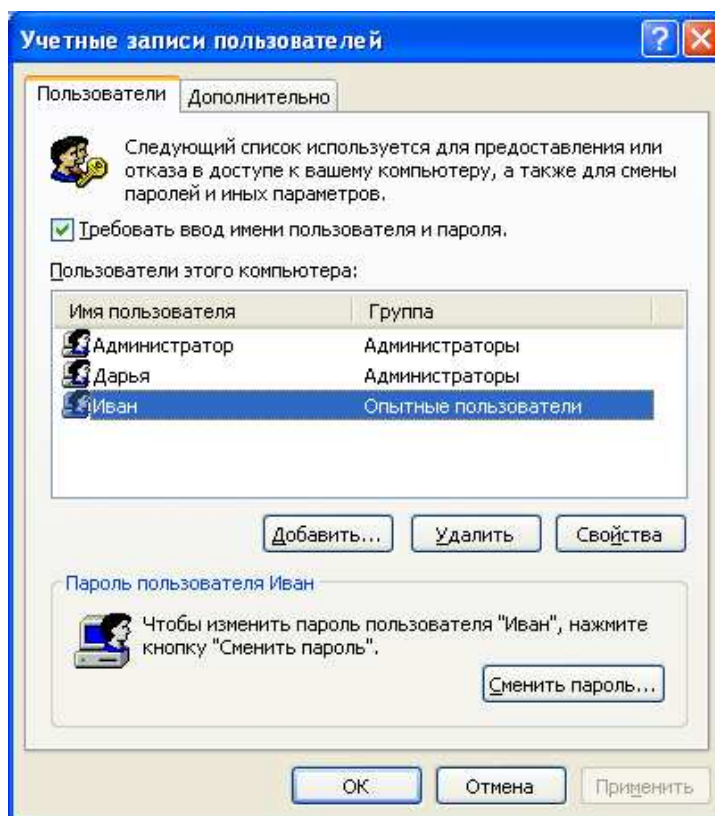 Учетные записи пользователей
Пользователи Дополнительно
Следующий список используется для предоставления или
отказа в доступе к вашему компьютеру, а также для смены
паролей и иных параметров.
Требовать ввод имени пользователя и пароля.
Пользователи этого компьютера:
Имя пользователя Группа
Администратор Администраторы
Дарья Администраторы
Иван Опытные пользователи
Добавить... Удалить Свойства
Пароль пользователя Иван
Чтобы изменить пароль пользователя "Иван", нажмите
кнопку "Сменить пароль".
Сменить пароль...
ОК Отмена Применить